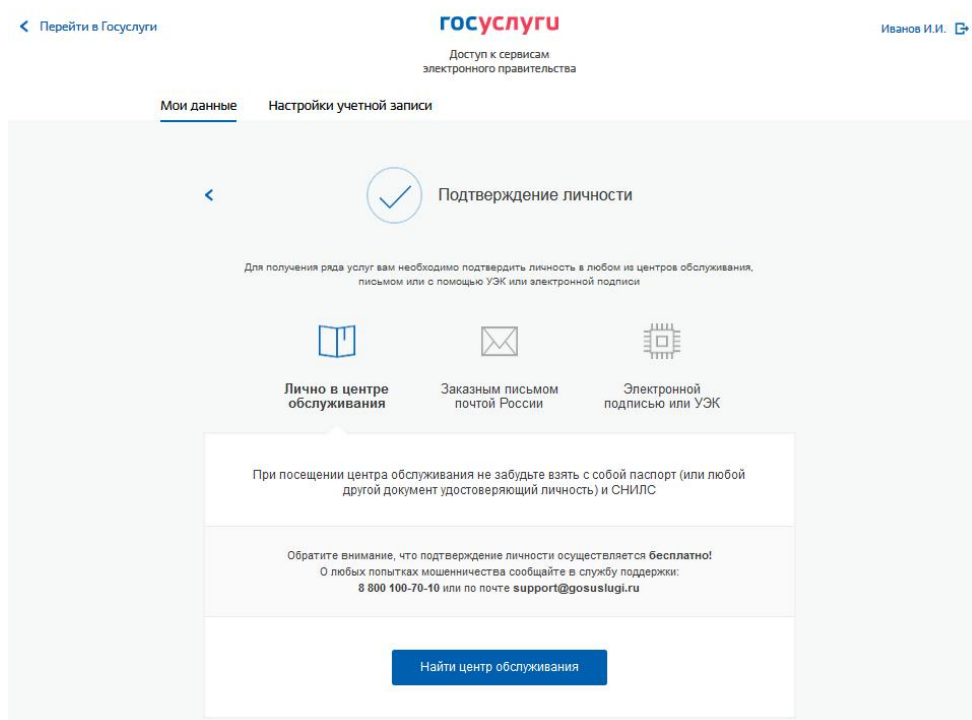 Перейти в Госуслуги
госуслуги
Иванов И.И.
Доступ к сервисам
электронного правительства
Мои данные
Настройки учетной записи
Подтверждение личности
Для получения ряда услуг вам необходимо подтвердить личность в любом из центров обслуживания,
письмом или с помощью УЭК или электронной подписи
Лично в центре
обслуживания
Заказным письмом
почтой России
Электронной
подписью или УЭК
При посещении центра обслуживания не забудьте взять с собой паспорт (или любой
другой документ удостоверяющий личность) и СНИЛС
Обратите внимание, что подтверждение личности осуществляется бесплатно!
О любых попытках мошенничества сообщайте в службу поддержки:
8 800 100-70-10 или по почте support@gosuslugi.ru
Найти центр обслуживания